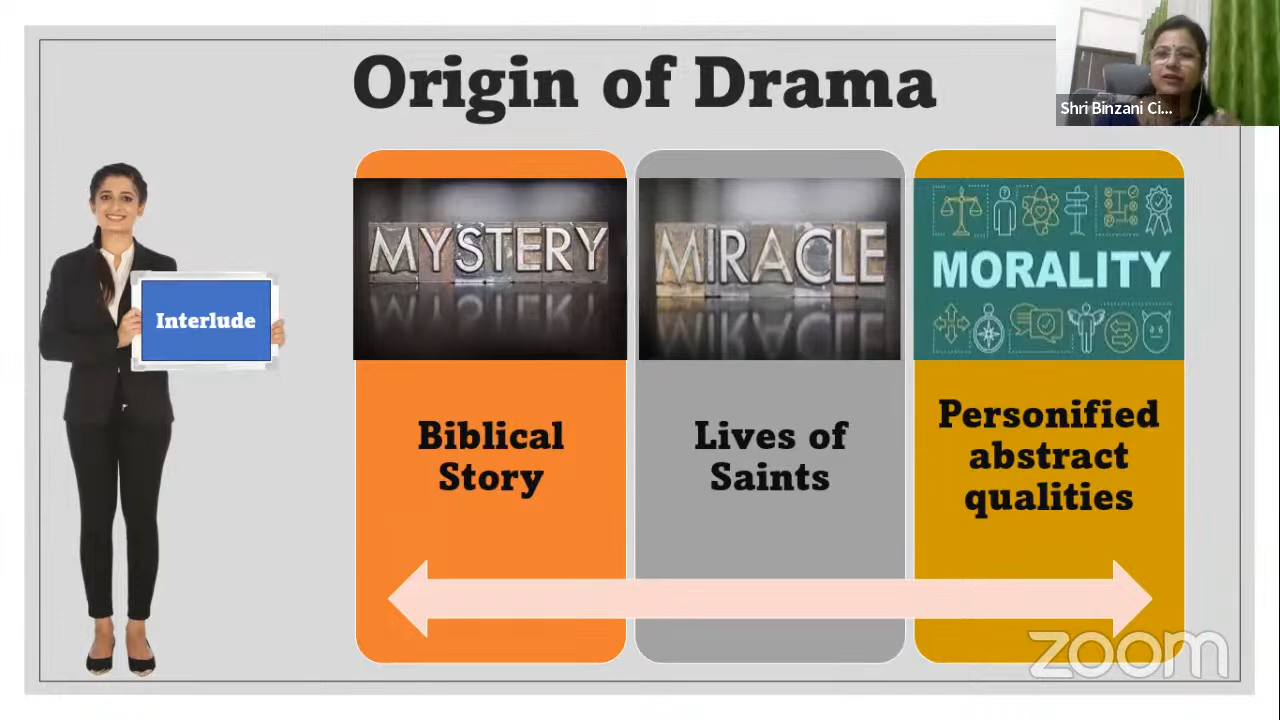 Origin of Drama
Shri Binzani Ci...
Interlude
MYSTERY
MIRACLE
MORALITY
Biblical
Story
Lives of
Saints
Personified
abstract
qualities
zoom